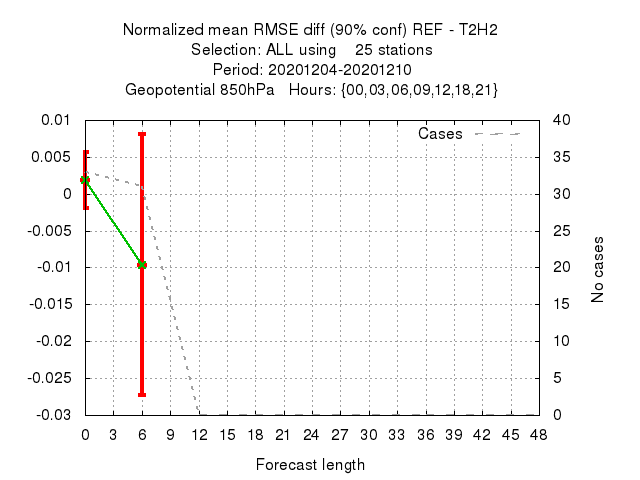 Normalized mean RMSE diff (90% conf) REF - T2H2
Selection: ALL using 25 stations
Period: 20201204-20201210
Geopotential 850hPa Hours: {00,03,06,09,12,18,21}
Cases
0.01
0.005
0
-0.005
-0.01
-0.015
-0.02
-0.025
-0.03
40
35
30
25
20
15
10
5
0
No cases
0 3 6 9 12 15 18 21 24 27 30 33 36 39 42 45 48
Forecast length